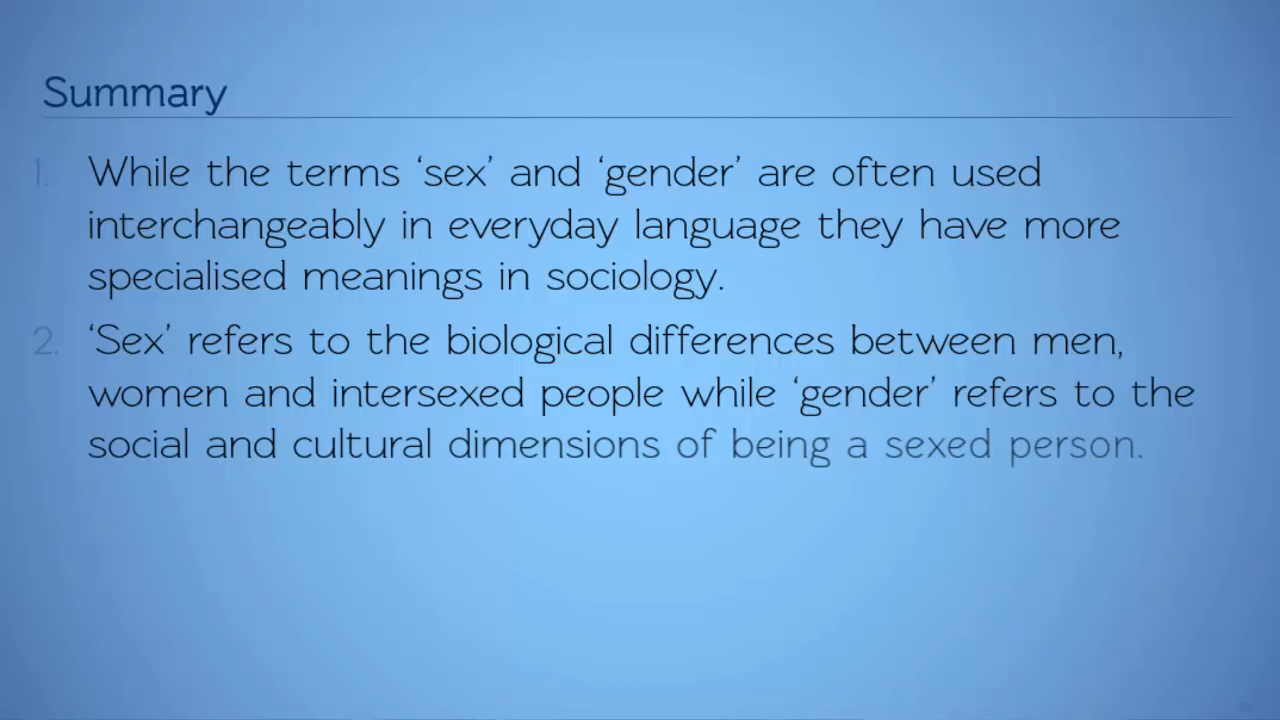 Summary
1. While the terms ‘sex’ and ‘gender’ are often used
interchangeably in everyday language they have more
specialised meanings in sociology.
2. ‘Sex’ refers to the biological differences between men,
women and intersexed people while ‘gender’ refers to the
social and cultural dimensions of being a sexed person.